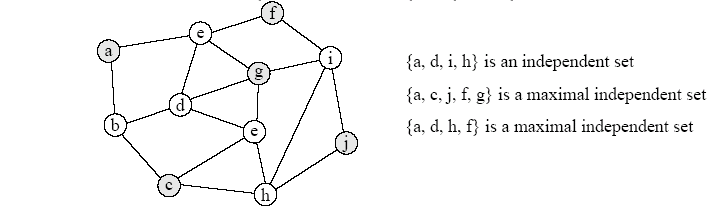 f
e
a
i
g
d
b
e
j
c
h
{a, d, i, h} is an independent set
{a, c, j, f, g} is a maximal independent set
{a, d, h, f} is a maximal independent set